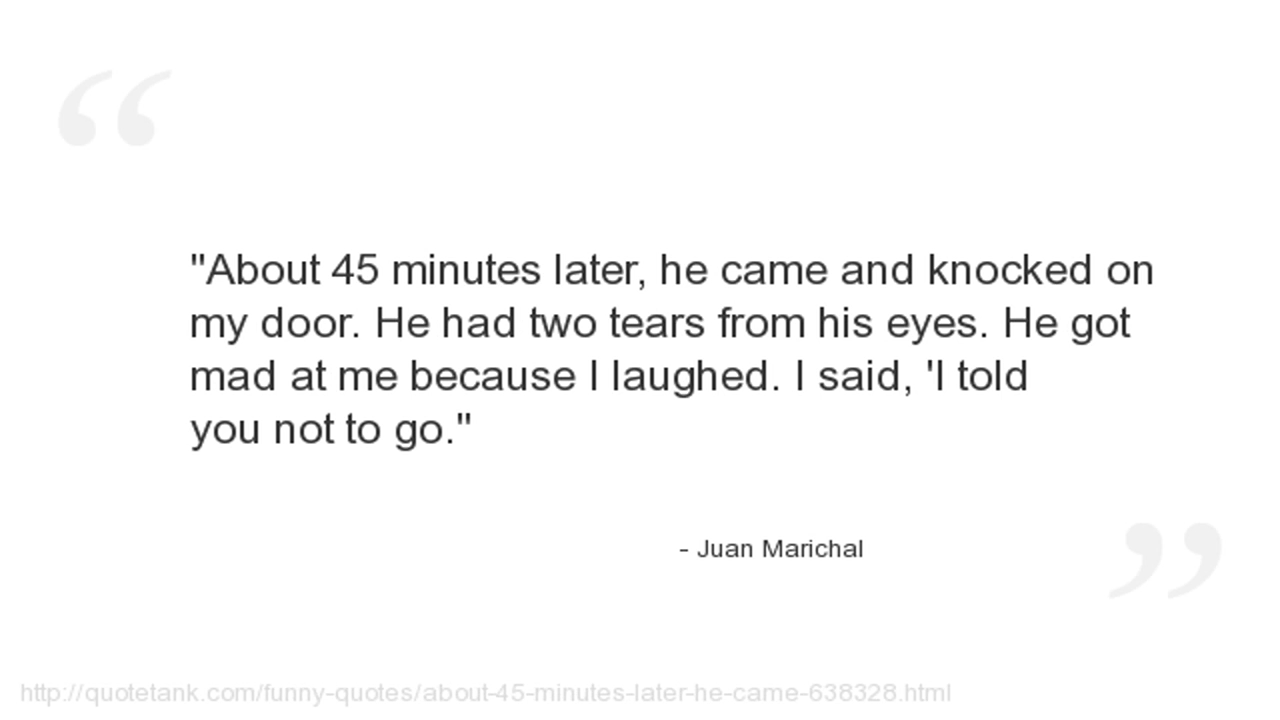 "About 45 minutes later, he came and knocked on
my door. He had two tears from his eyes. He got
mad at me because I laughed. I said, 'I told
you not to go."
- Juan Marichal
http://quotetank.com/funny-quotes/about-45-minutes-later-he-came-638328.html